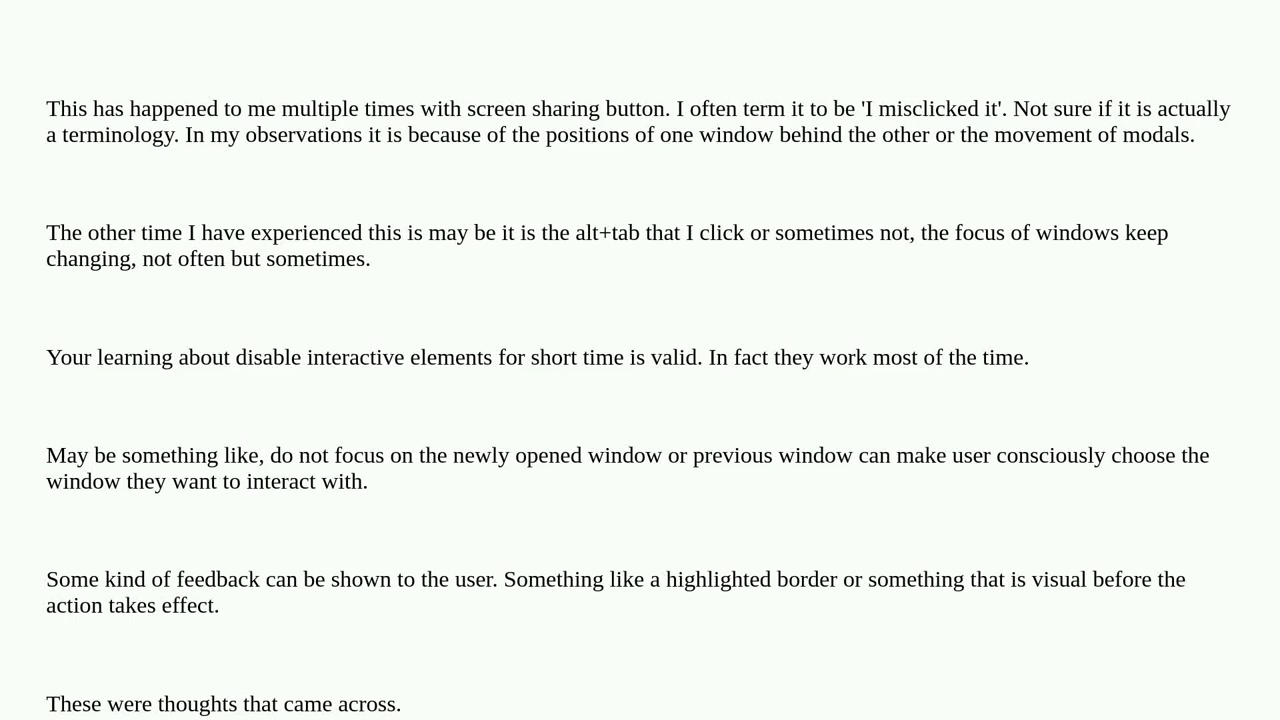 This has happened to me multiple times with screen sharing button. I often term it to be 'I misclicked it'. Not sure if it is actually
a terminology. In my observations it is because of the positions of one window behind the other or the movement of modals.
The other time I have experienced this is may be it is the alt+tab that I click or sometimes not, the focus of windows keep
changing, not often but sometimes.
Your learning about disable interactive elements for short time is valid. In fact they work most of the time.
May be something like, do not focus on the newly opened window or previous window can make user consciously choose the
window they want to interact with.
Some kind of feedback can be shown to the user. Something like a highlighted border or something that is visual before the
action takes effect.
These were thoughts that came across.